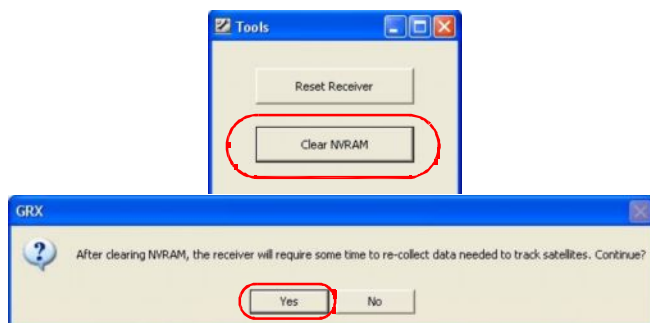 Tools
Reset Receiver
Clear NVRAM
GRX
After clearing NVRAM, the receiver will require some time to re-collect data needed to track satellites. Continue?
Yes No